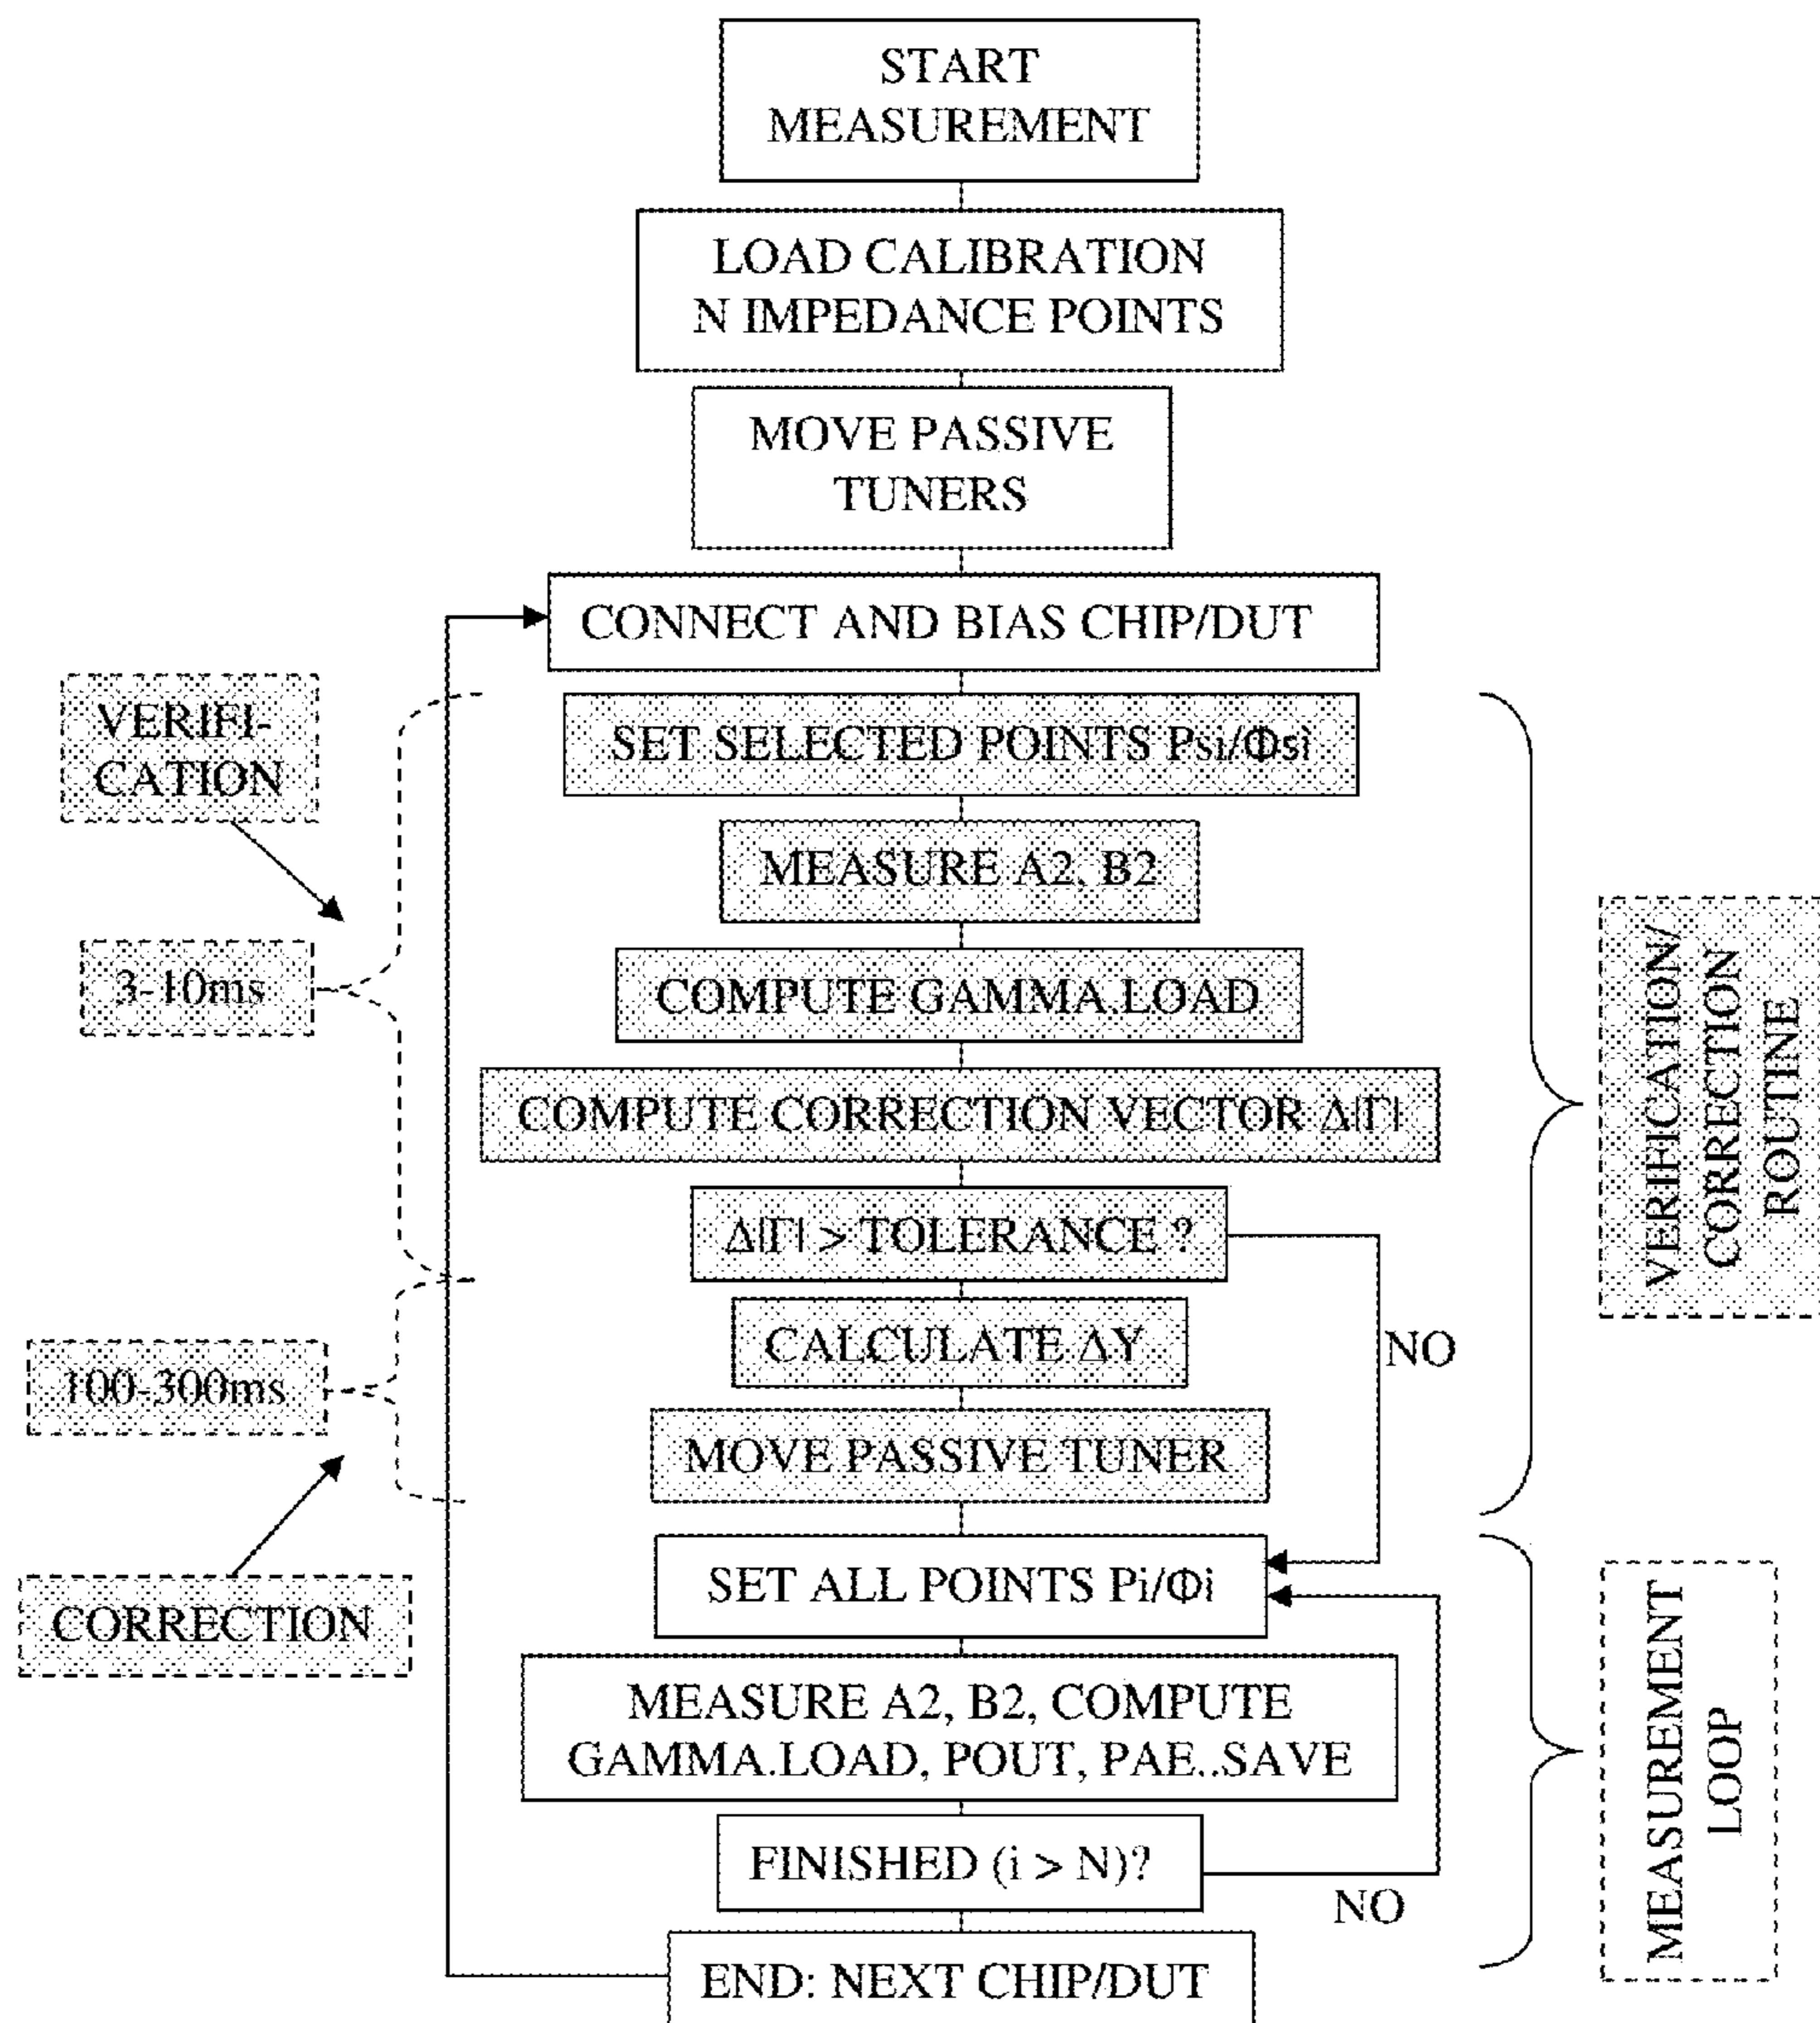 START
MEASUREMENT
LOAD CALIBRATION
N IMPEDANCE POINTS
MOVE PASSIVE
TUNERS
CONNECT AND BIAS CHIP/DUT
VERIFI-
CATION
SET SELECTED POINTS Psi/Φsi
MEASURE A2, B2
3-10ms
COMPUTE GAMMA.LOAD
COMPUTE CORRECTION VECTOR Δ|Γ|
Δ|Γ| > TOLERANCE ?
NO
CALCULATE ΔY
100-300ms
MOVE PASSIVE TUNER
VERIFICATION/
CORRECTION
ROUTINE
SET ALL POINTS Pi/Φi
CORRECTION
MEASURE A2, B2, COMPUTE
GAMMA.LOAD, POUT, PAE..SAVE
FINISHED (i > N)?
NO
END: NEXT CHIP/DUT
MEASUREMENT
LOOP